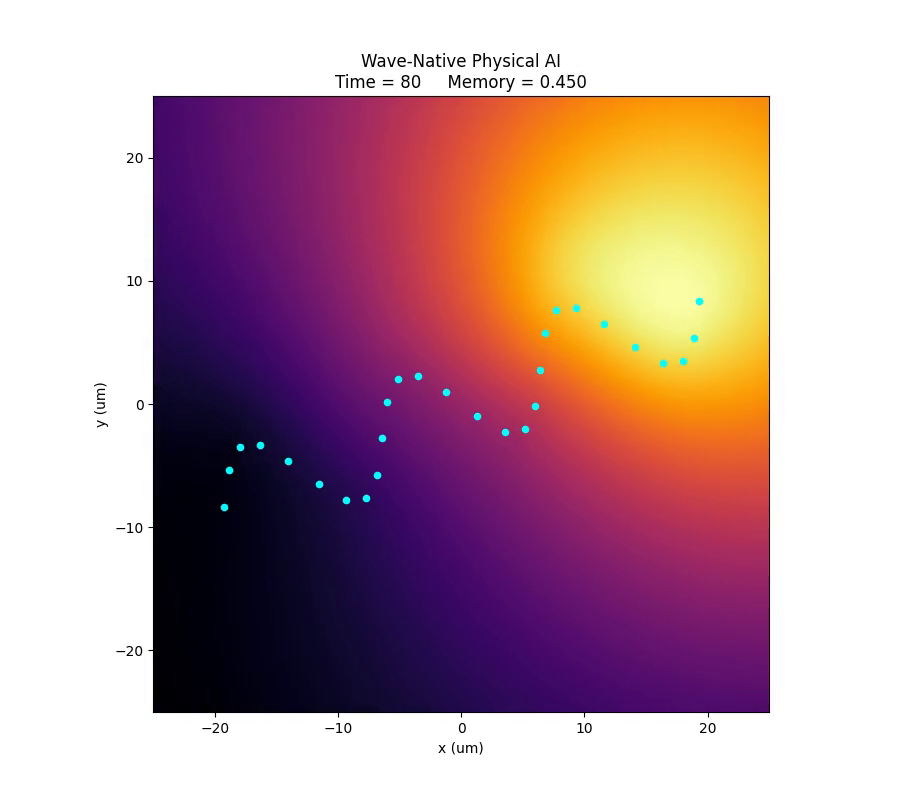 Wave-Native Physical AI
Time = 80     Memory = 0.450
20
10
0
−10
−20
y (um)
−20 −10 0 10 20
x (um)